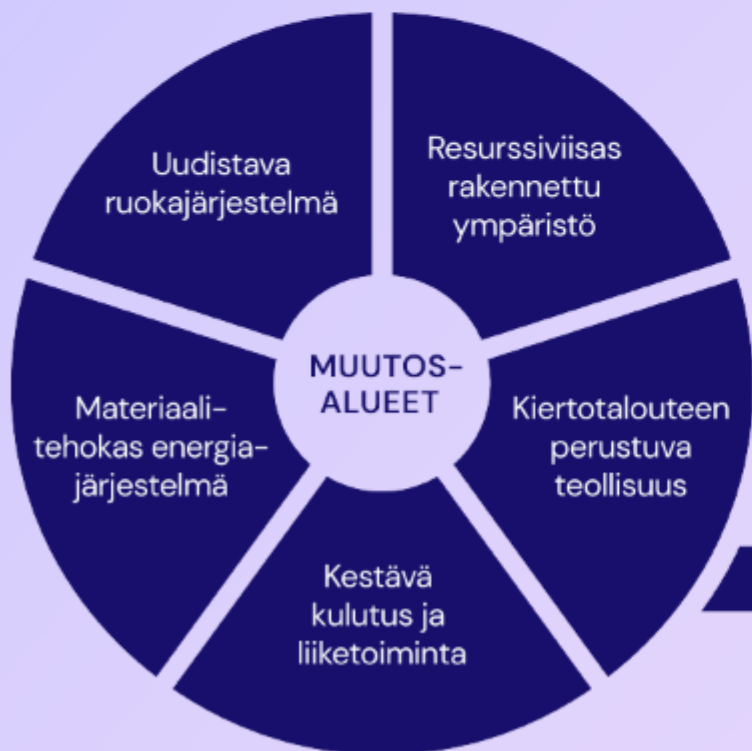 Uudistava
ruokajärjestelmä
Resurssiviisas
rakennettu
ympäristö
MUUTOS-
ALUEET
Materiaali-
tehokas energia-
järjestelmä
Kiertotalouteen
perustuva
teollisuus
Kestävä
kulutus ja
liiketoiminta